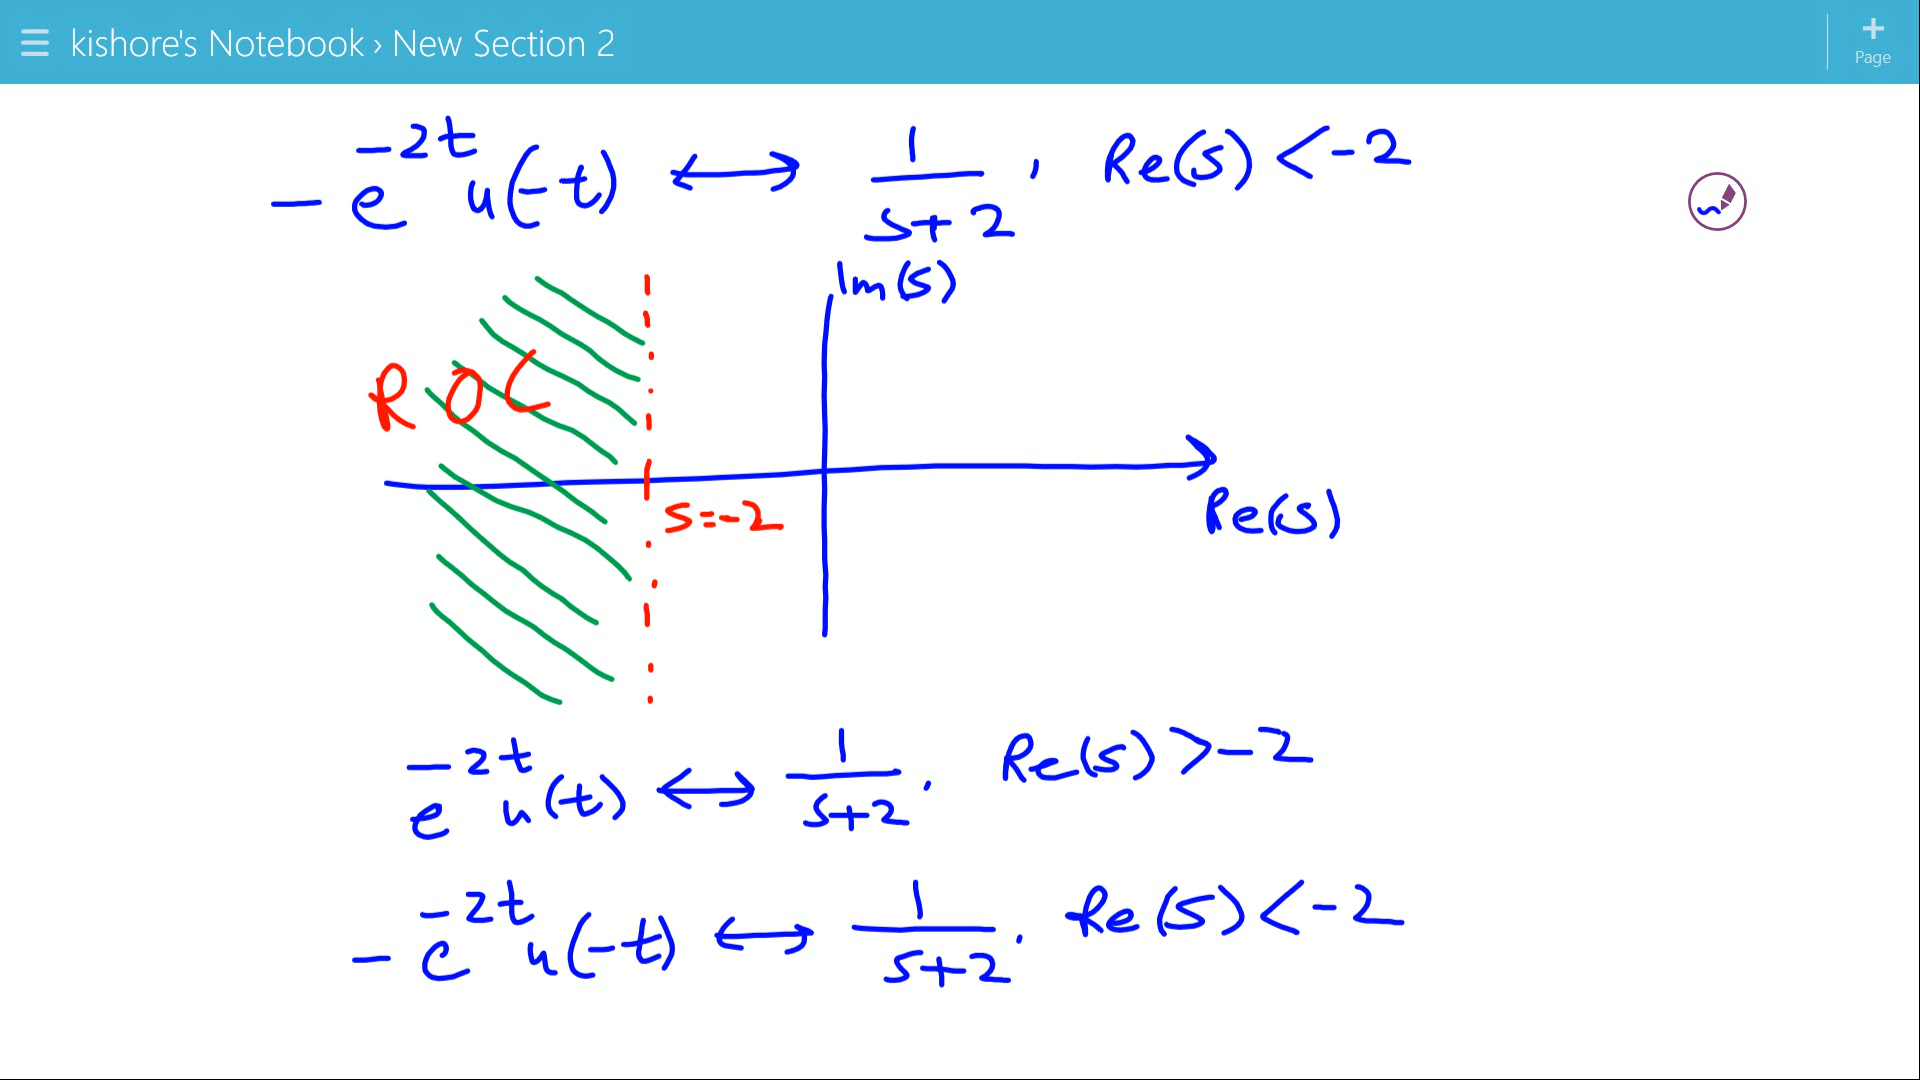 kishore's Notebook › New Section 2
+ Page
-e^{-2t} u(-t) ↔ 1/(s+2), Re(s) < -2
Im(s)
ROC
s=-2
Re(s)
e^{-2t} u(t) ↔ 1/(s+2), Re(s) > -2
-e^{-2t} u(-t) ↔ 1/(s+2), Re(s) < -2